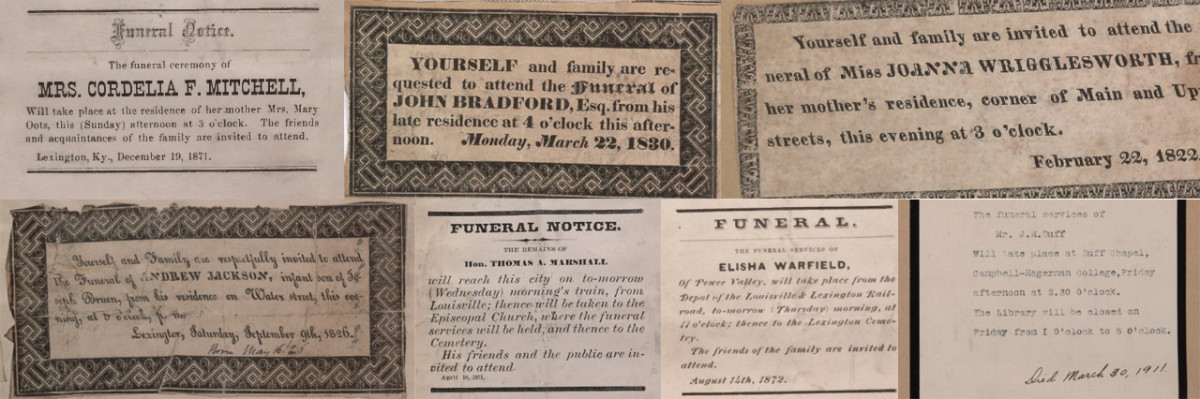 Funeral Notice.
The funeral ceremony of
MRS. CORDELIA F. MITCHELL,
Will take place at the residence of her mother Mrs. Mary
Oots, this (Sunday) afternoon at 3 o'clock. The friends
and acquaintances of the family are invited to attend.
Lexington, Ky., December 19, 1871.
YOURSELF and family are re-
quested to attend the Funeral of
JOHN BRADFORD, Esq. from his
late residence at 4 o'clock this after-
noon. Monday, March 22, 1830.
Yourself and family are invited to attend the
neral of Miss JOANNA WRIGGLESWORTH, fr
her mother's residence, corner of Main and Upp
streets, this evening at 3 o'clock.
February 22, 1822
Yourself and Family are respectfully invited to attend
the Funeral of ANDREW JACKSON, infant son of Jo-
seph Bruen, from his residence on Water street, this eve-
ning, at 5 o'clock, p. m.
Lexington, Saturday, September 9th, 1826.
Born May 16
FUNERAL NOTICE.
THE REMAINS OF
Hon. THOMAS A. MARSHALL
will reach this city on to-morrow
(Wednesday) morning's train, from
Louisville; thence will be taken to the
Episcopal Church, where the funeral
services will be held, and thence to the
Cemetery.
His friends and the public are in-
vited to attend
April 18, 1871.
FUNERAL.
THE FUNERAL SERVICES OF
ELISHA WARFIELD,
Of Pewee Valley, will take place from the
Depot of the Louisville & Lexington Rail-
road, to-morrow (Thursday) morning, at
11 o'clock; thence to the Lexington Ceme-
try.
The friends of the family are invited to
attend.
August 14th, 1872.
The funeral services of
Mr. J.M.Duff
Will take place at Duff Chapel,
Campbell-Hagerman College,Friday
afternoon at 2.30 O'clock.
The Library will be closed on
Friday from I O'clock to 5 O'clock.
Died March 30, 1911.